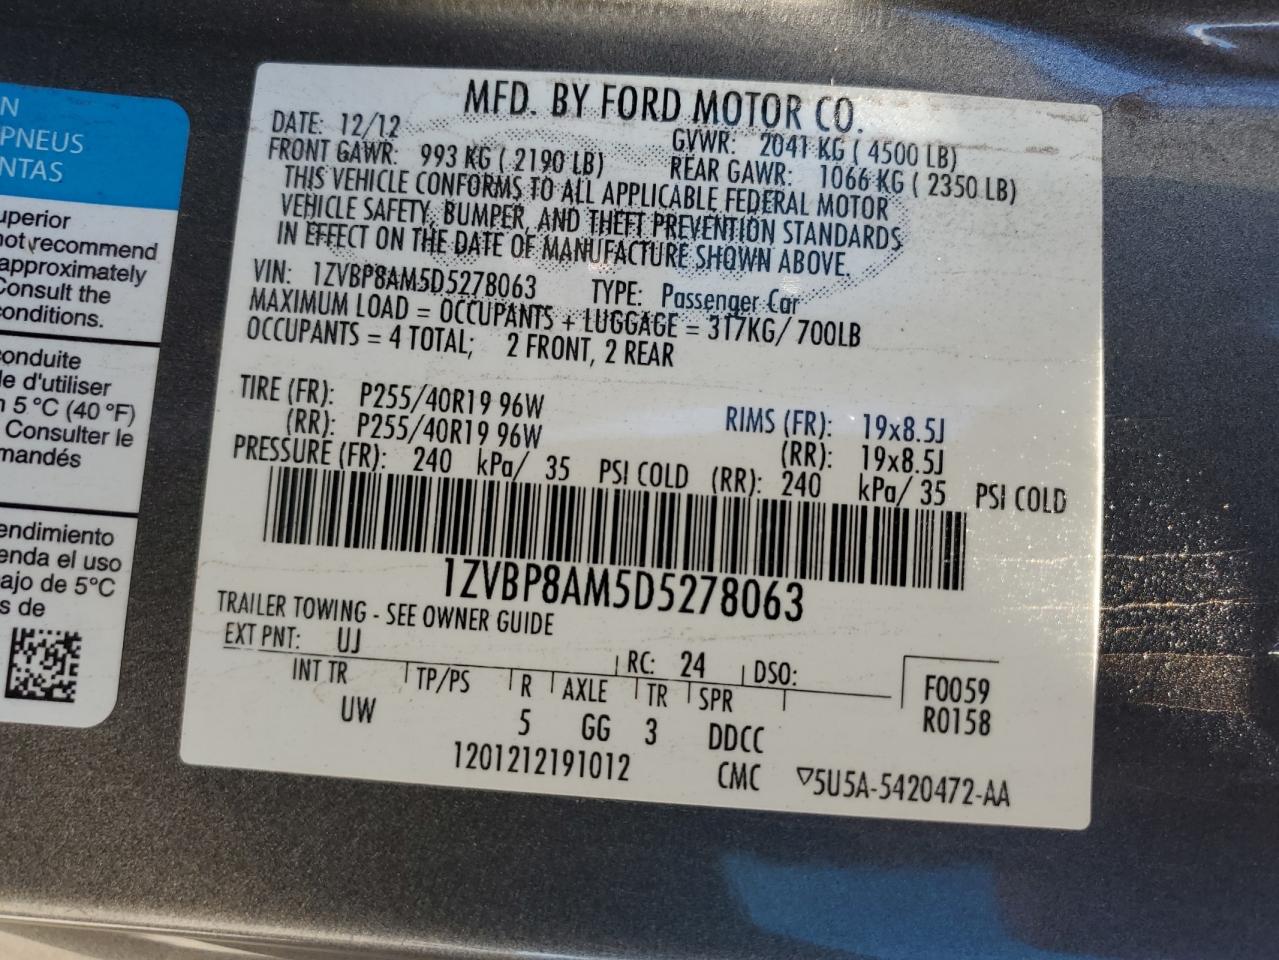 N
PNEUS
NTAS
uperior
not recommend
approximately
Consult the
conditions.
conduite
le d'utiliser
n 5 °C (40 °F)
Consulter le
mandés
endimiento
enda el uso
ajo de 5°C
s de
MFD. BY FORD MOTOR CO.
DATE: 12/12 GVWR: 2041 KG ( 4500 LB)
FRONT GAWR: 993 KG ( 2190 LB) REAR GAWR: 1066 KG ( 2350 LB)
THIS VEHICLE CONFORMS TO ALL APPLICABLE FEDERAL MOTOR
VEHICLE SAFETY, BUMPER, AND THEFT PREVENTION STANDARDS
IN EFFECT ON THE DATE OF MANUFACTURE SHOWN ABOVE.
VIN: 1ZVBP8AM5D5278063 TYPE: Passenger Car
MAXIMUM LOAD = OCCUPANTS + LUGGAGE = 317KG/ 700LB
OCCUPANTS = 4 TOTAL; 2 FRONT, 2 REAR
TIRE (FR): P255/40R19 96W RIMS (FR): 19x8.5J
(RR): P255/40R19 96W (RR): 19x8.5J
PRESSURE (FR): 240 kPa/ 35 PSI COLD (RR): 240 kPa/ 35 PSI COLD
1ZVBP8AM5D5278063
TRAILER TOWING - SEE OWNER GUIDE
EXT PNT: UJ RC: 24 DSO:
INT TR TP/PS R AXLE TR SPR F0059
UW 5 GG 3 DDCC R0158
1201212191012 CMC ▽5U5A-5420472-AA